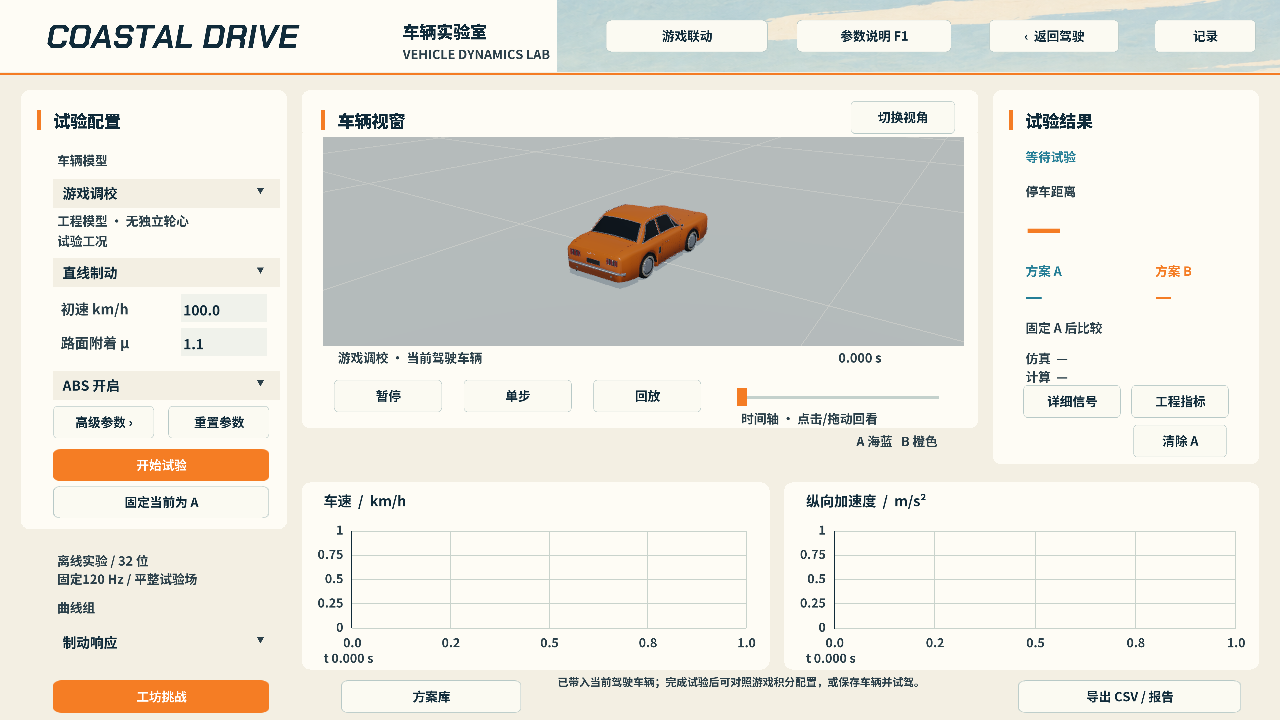 COASTAL DRIVE
车辆实验室
VEHICLE DYNAMICS LAB
游戏联动
参数说明 F1
‹ 返回驾驶
记录
试验配置
车辆模型
游戏调校
工程模型 · 无独立轮心
试验工况
直线制动
初速 km/h
100.0
路面附着 μ
1.1
ABS 开启
高级参数 ›
重置参数
开始试验
固定当前为 A
离线实验 / 32 位
固定120 Hz / 平整试验场
曲线组
制动响应
工坊挑战
车辆视窗
切换视角
游戏调校 · 当前驾驶车辆
0.000 s
暂停
单步
回放
时间轴 · 点击/拖动回看
A 海蓝 B 橙色
试验结果
等待试验
停车距离
—
方案 A
方案 B
—
—
固定 A 后比较
仿真 —
计算 —
详细信号
工程指标
清除 A
车速 / km/h
1
0.75
0.5
0.25
0
0.0
0.2
0.5
0.8
1.0
t 0.000 s
纵向加速度 / m/s²
1
0.75
0.5
0.25
0
0.0
0.2
0.5
0.8
1.0
t 0.000 s
方案库
已带入当前驾驶车辆；完成试验后可对照游戏积分配置，或保存车辆并试驾。
导出 CSV / 报告